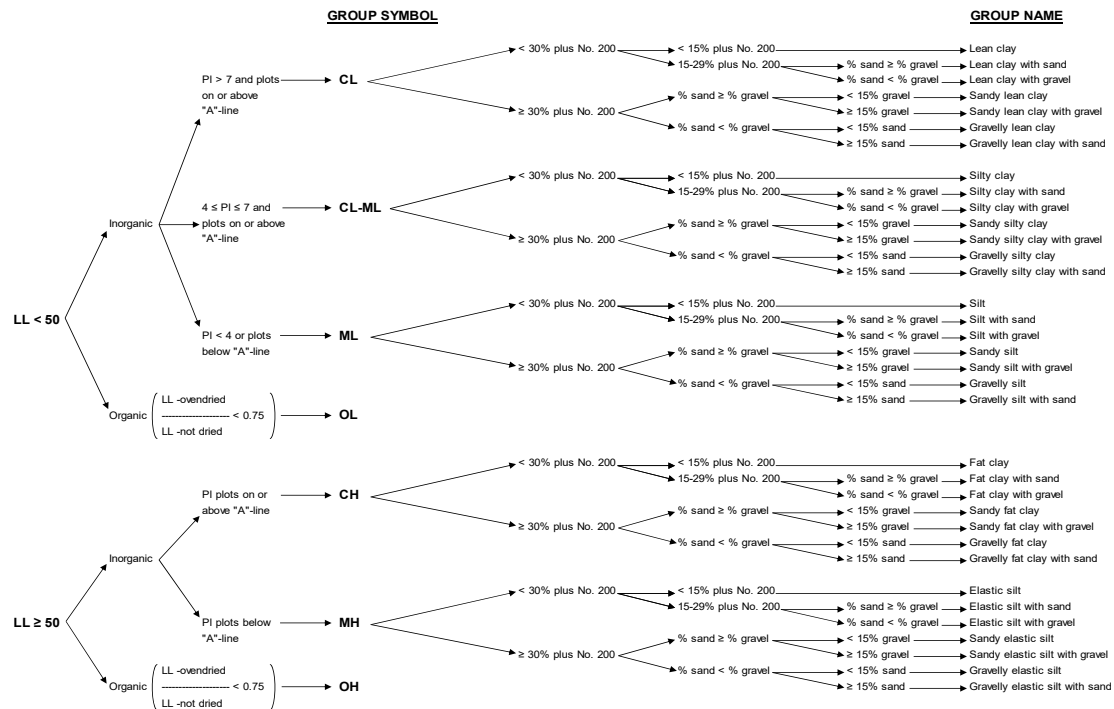 GROUP SYMBOL GROUP NAME
< 30% plus No. 200 < 15% plus No. 200 Lean clay
PI > 7 and plots 15-29% plus No. 200 % sand ≥ % gravel Lean clay with sand
on or above CL % sand < % gravel Lean clay with gravel
"A"-line ≥ 30% plus No. 200 % sand ≥ % gravel < 15% gravel Sandy lean clay
≥ 15% gravel Sandy lean clay with gravel
% sand < % gravel < 15% sand Gravelly lean clay
≥ 15% sand Gravelly lean clay with sand
< 30% plus No. 200 < 15% plus No. 200 Silty clay
15-29% plus No. 200 % sand ≥ % gravel Silty clay with sand
4 ≤ PI ≤ 7 and CL-ML % sand < % gravel Silty clay with gravel
Inorganic plots on or above % sand ≥ % gravel < 15% gravel Sandy silty clay
"A"-line ≥ 30% plus No. 200 ≥ 15% gravel Sandy silty clay with gravel
% sand < % gravel < 15% sand Gravelly silty clay
≥ 15% sand Gravelly silty clay with sand
< 30% plus No. 200 < 15% plus No. 200 Silt
LL < 50 15-29% plus No. 200 % sand ≥ % gravel Silt with sand
PI < 4 or plots ML % sand < % gravel Silt with gravel
below "A"-line % sand ≥ % gravel < 15% gravel Sandy silt
≥ 30% plus No. 200 ≥ 15% gravel Sandy silt with gravel
% sand < % gravel < 15% sand Gravelly silt
≥ 15% sand Gravelly silt with sand
LL -ovendried
Organic -------------------- < 0.75 OL
LL -not dried
< 30% plus No. 200 < 15% plus No. 200 Fat clay
15-29% plus No. 200 % sand ≥ % gravel Fat clay with sand
PI plots on or CH % sand < % gravel Fat clay with gravel
above "A"-line % sand ≥ % gravel < 15% gravel Sandy fat clay
≥ 30% plus No. 200 ≥ 15% gravel Sandy fat clay with gravel
% sand < % gravel < 15% sand Gravelly fat clay
Inorganic ≥ 15% sand Gravelly fat clay with sand
< 30% plus No. 200 < 15% plus No. 200 Elastic silt
15-29% plus No. 200 % sand ≥ % gravel Elastic silt with sand
LL ≥ 50 PI plots below MH % sand < % gravel Elastic silt with gravel
"A"-line % sand ≥ % gravel < 15% gravel Sandy elastic silt
≥ 30% plus No. 200 ≥ 15% gravel Sandy elastic silt with gravel
% sand < % gravel < 15% sand Gravelly elastic silt
≥ 15% sand Gravelly elastic silt with sand
LL -ovendried
Organic -------------------- < 0.75 OH
LL -not dried